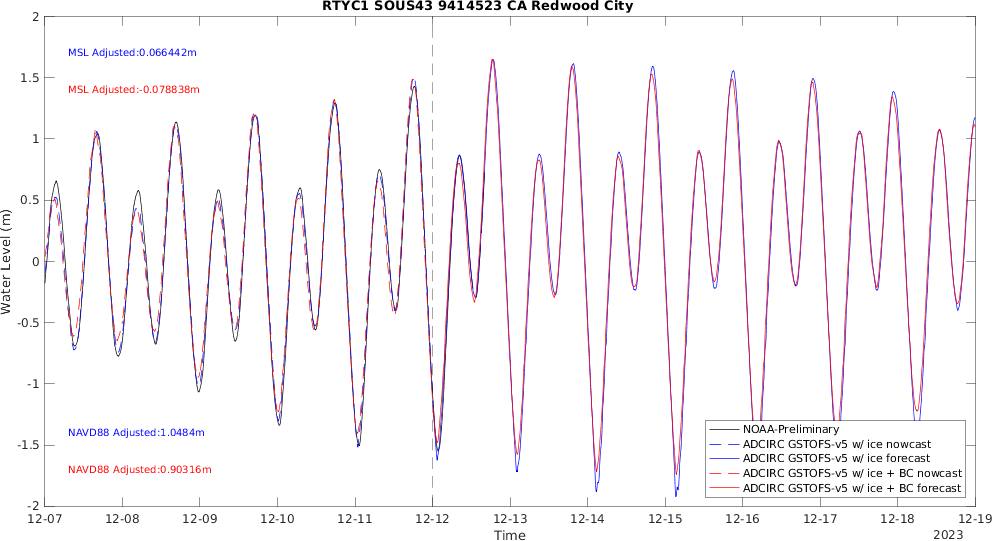 RTYC1 SOUS43 9414523 CA Redwood City
2
1.5
1
0.5
0
-0.5
-1
-1.5
-2
Water Level (m)
MSL Adjusted:0.066442m
MSL Adjusted:-0.078838m
NAVD88 Adjusted:1.0484m
NAVD88 Adjusted:0.90316m
NOAA-Preliminary
ADCIRC GSTOFS-v5 w/ ice nowcast
ADCIRC GSTOFS-v5 w/ ice forecast
ADCIRC GSTOFS-v5 w/ ice + BC nowcast
ADCIRC GSTOFS-v5 w/ ice + BC forecast
12-07 12-08 12-09 12-10 12-11 12-12 12-13 12-14 12-15 12-16 12-17 12-18 12-19
Time
2023